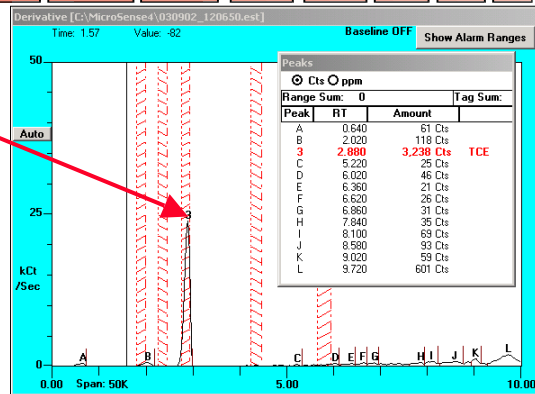 Derivative [C:\MicroSense4\030902_120650.est]
Time: 1.57 Value: -82 Baseline OFF Show Alarm Ranges
Peaks
Cts ppm
Range Sum: 0 Tag Sum:
Peak RT Amount
A 0.640 61 Cts
B 2.020 118 Cts
3 2.880 3,238 Cts TCE
C 5.220 25 Cts
D 6.020 46 Cts
E 6.360 21 Cts
F 6.620 26 Cts
G 6.860 31 Cts
H 7.840 35 Cts
I 8.100 69 Cts
J 8.580 93 Cts
K 9.020 59 Cts
L 9.720 601 Cts
50
Auto
25
3
kCt
/Sec
A B C D E F G H I J K L
0
0.00 Span: 50K 5.00 10.00